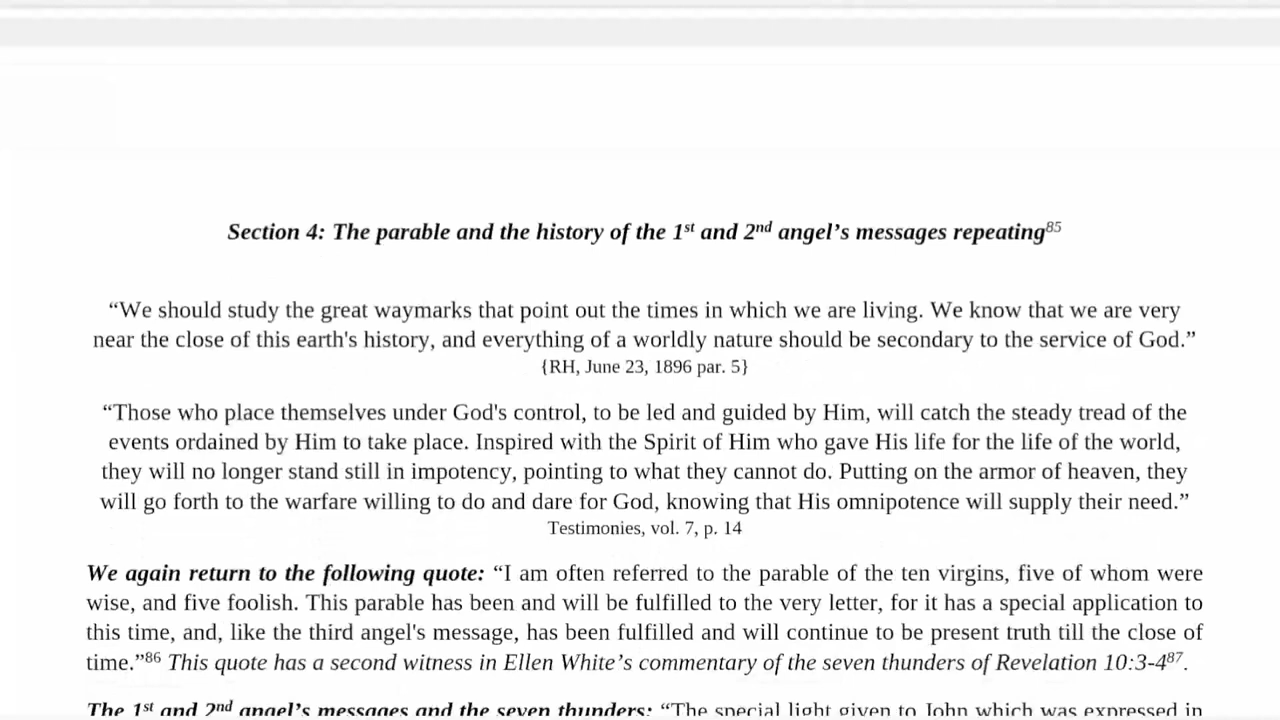 Section 4: The parable and the history of the 1st and 2nd angel’s messages repeating85
“We should study the great waymarks that point out the times in which we are living. We know that we are very
near the close of this earth's history, and everything of a worldly nature should be secondary to the service of God.”
{RH, June 23, 1896 par. 5}
“Those who place themselves under God's control, to be led and guided by Him, will catch the steady tread of the
events ordained by Him to take place. Inspired with the Spirit of Him who gave His life for the life of the world,
they will no longer stand still in impotency, pointing to what they cannot do. Putting on the armor of heaven, they
will go forth to the warfare willing to do and dare for God, knowing that His omnipotence will supply their need.”
Testimonies, vol. 7, p. 14
We again return to the following quote: “I am often referred to the parable of the ten virgins, five of whom were
wise, and five foolish. This parable has been and will be fulfilled to the very letter, for it has a special application to
this time, and, like the third angel's message, has been fulfilled and will continue to be present truth till the close of
time.”86 This quote has a second witness in Ellen White’s commentary of the seven thunders of Revelation 10:3-487.
The 1st and 2nd angel’s messages and the seven thunders: “The special light given to John which was expressed in